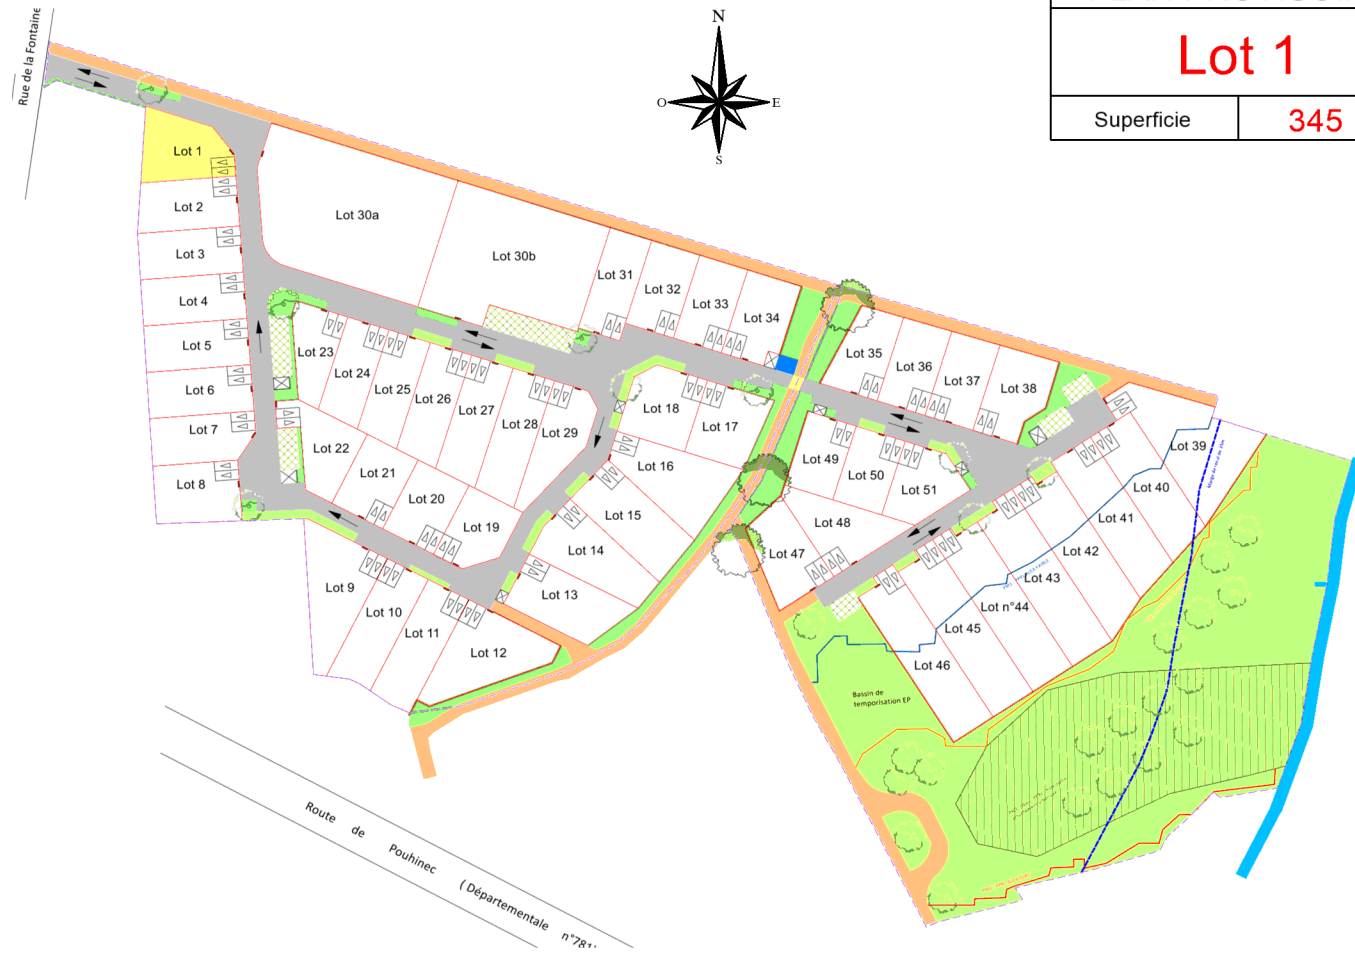 Rue de la Fontaine
N
O
E
S
Lot 1
Superficie
345
Lot 1
Lot 2
Lot 3
Lot 4
Lot 5
Lot 6
Lot 7
Lot 8
Lot 30a
Lot 30b
Lot 31
Lot 32
Lot 33
Lot 34
Lot 35
Lot 36
Lot 37
Lot 38
Lot 39
Lot 40
Lot 41
Lot 42
Lot 43
Lot n°44
Lot 45
Lot 46
Lot 23
Lot 24
Lot 25
Lot 26
Lot 27
Lot 28
Lot 29
Lot 18
Lot 17
Lot 16
Lot 15
Lot 14
Lot 13
Lot 22
Lot 21
Lot 20
Lot 19
Lot 49
Lot 50
Lot 51
Lot 48
Lot 47
Lot 9
Lot 10
Lot 11
Lot 12
Bassin de
temporisation EP
Route de Pouhinec (Départementale n°781